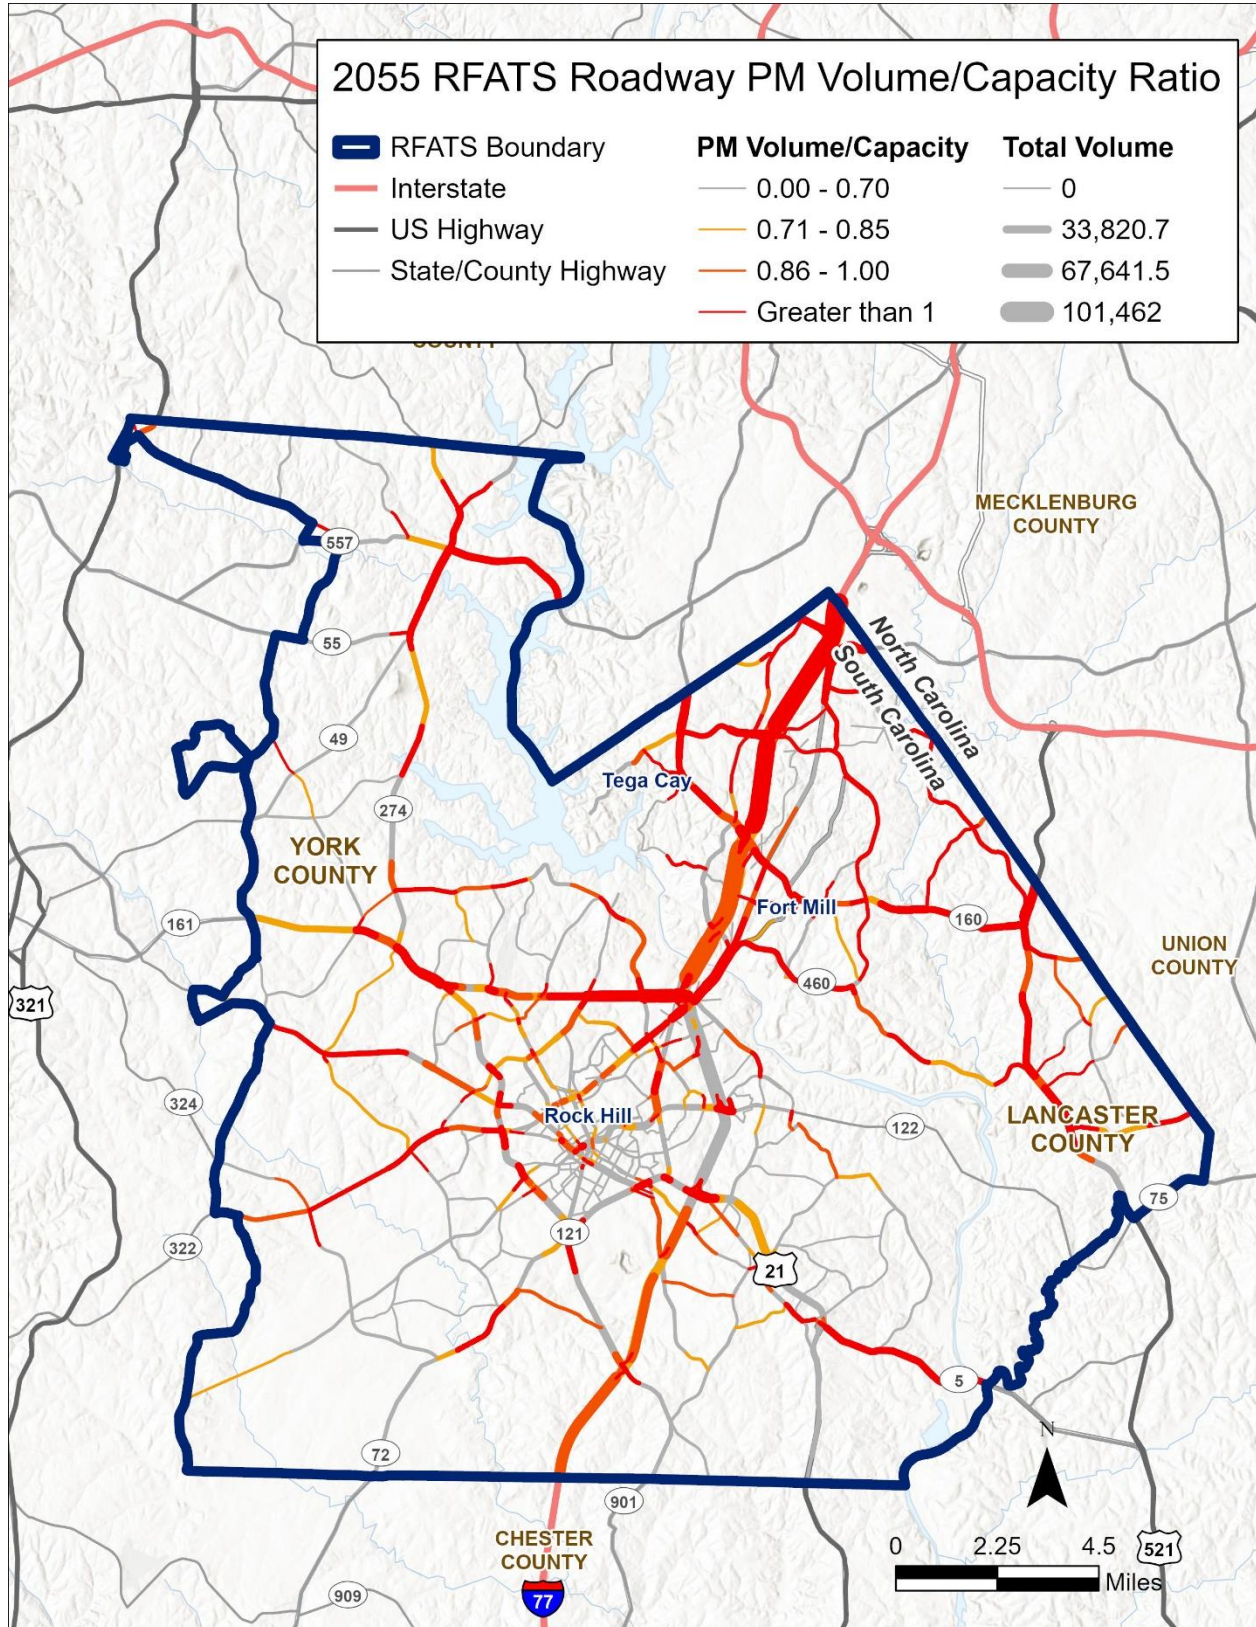 2055 RFATS Roadway PM Volume/Capacity Ratio
RFATS Boundary
Interstate
US Highway
State/County Highway
PM Volume/Capacity
0.00 - 0.70
0.71 - 0.85
0.86 - 1.00
Greater than 1
Total Volume
0
33,820.7
67,641.5
101,462
COUNTY
MECKLENBURG
COUNTY
557
North Carolina
South Carolina
55
49
Tega Cay
274
YORK
COUNTY
Fort Mill
161
160
UNION
COUNTY
460
321
324
Rock Hill
LANCASTER
COUNTY
122
75
121
322
21
5
N
72
901
CHESTER
COUNTY
0 2.25 4.5
Miles
521
909
77